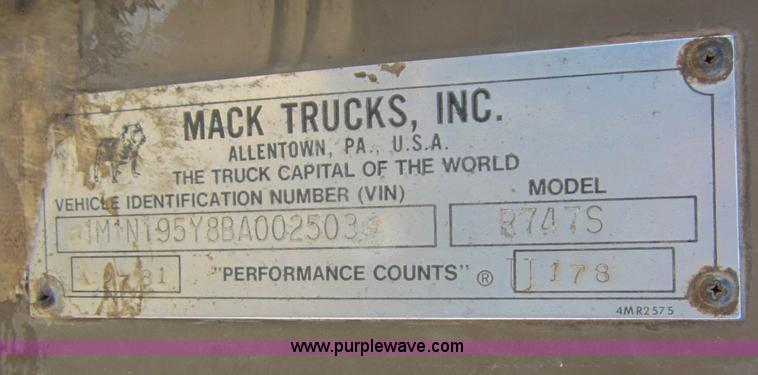 MACK TRUCKS, INC.
ALLENTOWN, PA., U.S.A.
THE TRUCK CAPITAL OF THE WORLD
VEHICLE IDENTIFICATION NUMBER (VIN) MODEL
1M1N195Y8BA002503 R747S
"PERFORMANCE COUNTS" ® U 178
4MR2575
www.purplewave.com